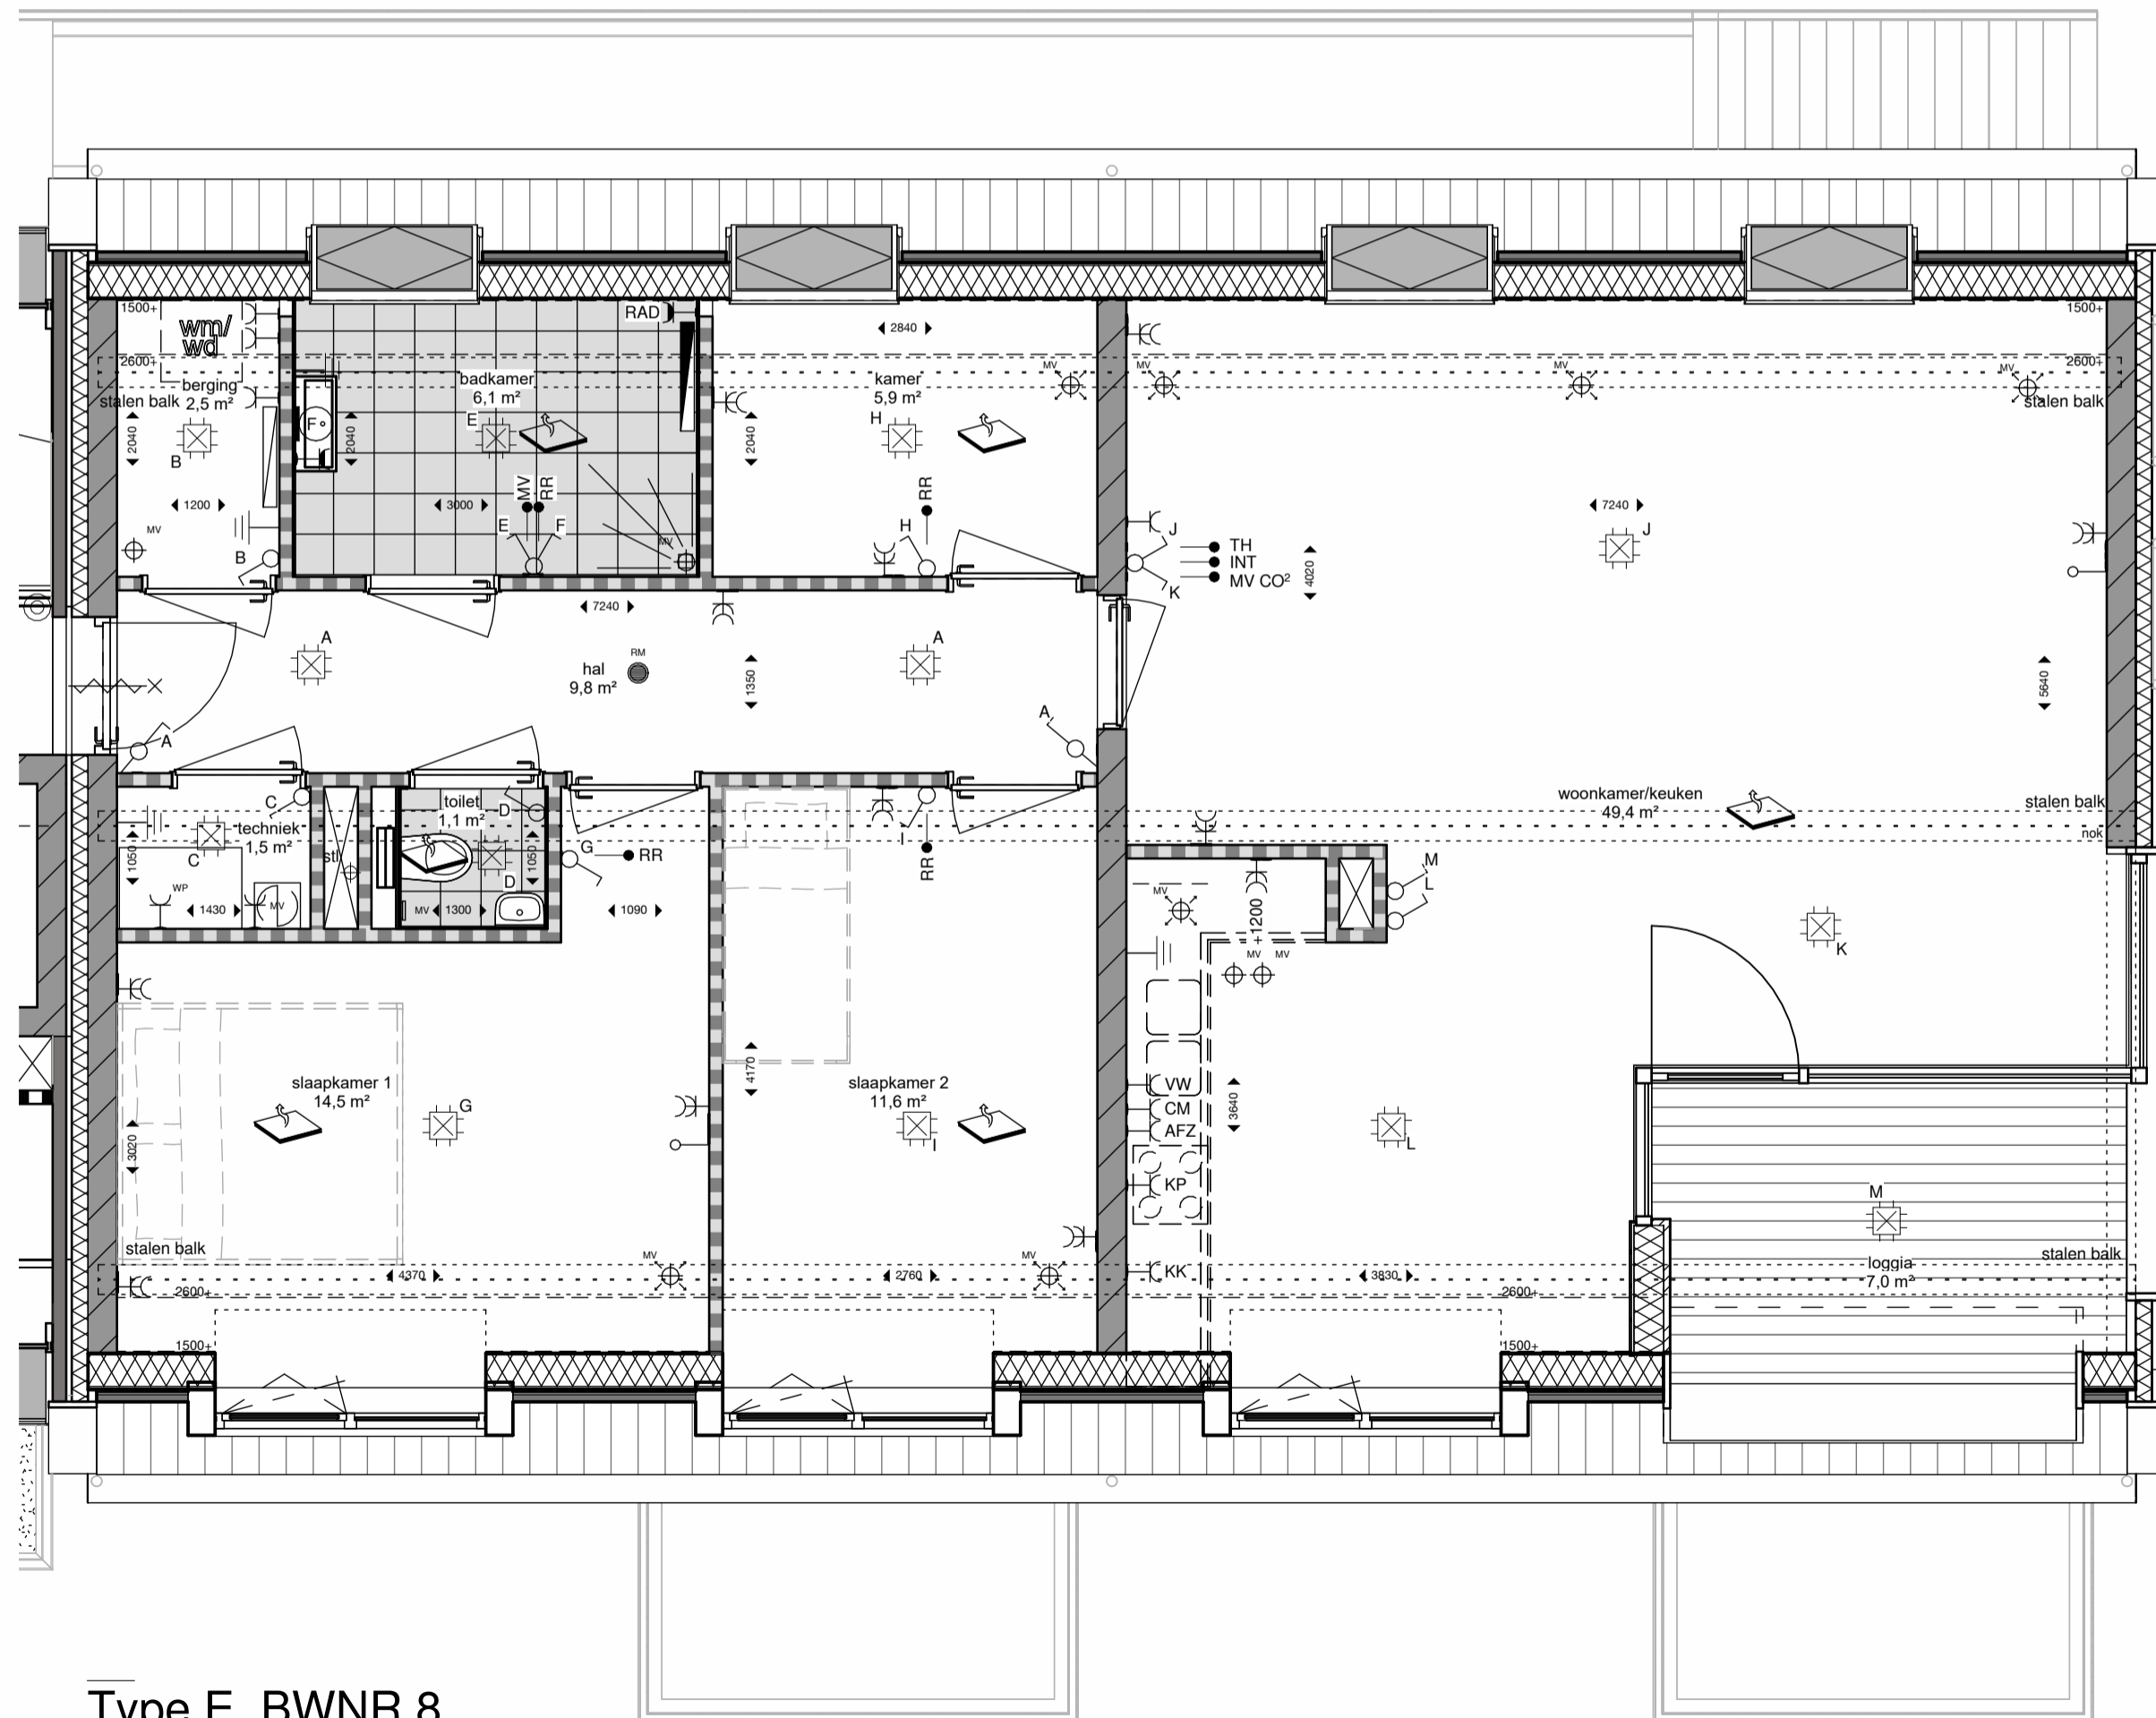 1500+
wm/
wd
2600+
berging
2,5 m²
stalen balk
2040
B
1200
MV
B
RAD
badkamer
6,1 m²
F
2040
E
3000
MV
RR
E
F
MV
2840
kamer
5,9 m²
H
2040
MV
RR
H
1500+
MV
MV
MV
2600+
stalen balk
7240
J
J
K
TH
INT
MV CO²
4020
7240
A
hal
9,8 m²
RM
1350
A
A
A
5640
C
techniek
1,5 m²
C
1050
WP
1430
MV
stl
toilet
1,1 m²
D
D
1050
MV
1300
G
RR
1090
I
RR
woonkamer/keuken
49,4 m²
stalen balk
nok
M
L
MV
+1200
MV
MV
K
slaapkamer 1
14,5 m²
G
3020
stalen balk
4370
MV
2600+
1500+
4170
slaapkamer 2
11,6 m²
I
MV
2760
VW
CM
AFZ
KP
KK
3640
L
3830
2600+
1500+
M
loggia
7,0 m²
stalen balk
Type E BWNR 8